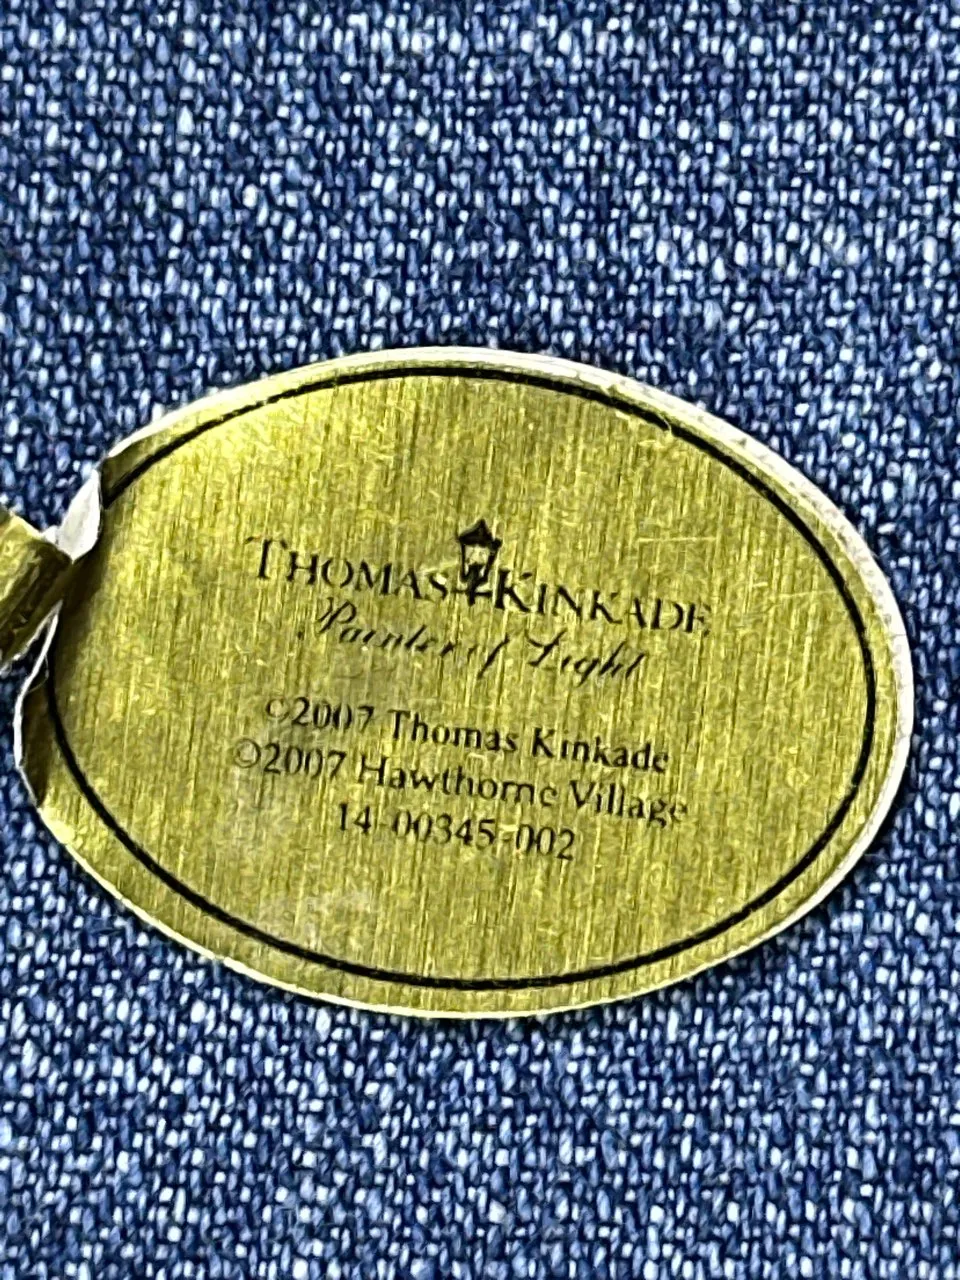 THOMAS KINKADE
Painter of Light
©2007 Thomas Kinkade
©2007 Hawthorne Village
14-00345-002